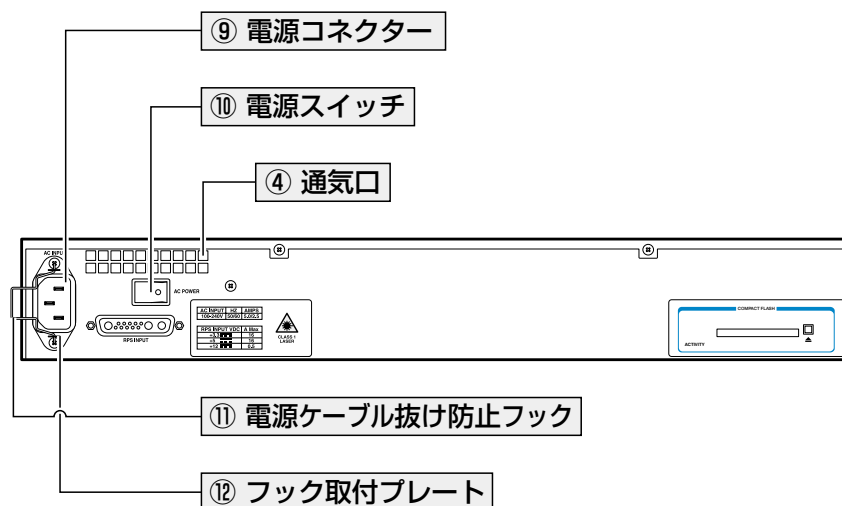 ⑨ 電源コネクター
⑩ 電源スイッチ
④ 通気口
AC INPUT
AC POWER
RPS INPUT
AC INPUT HZ AMPS
100-240V 50/60 5.0/2.5
RPS INPUT VDC A Max
+3.3 16
+5 16
+12 0.5
CLASS 1
LASER
COMPACT FLASH
ACTIVITY
⑪ 電源ケーブル抜け防止フック
⑫ フック取付プレート